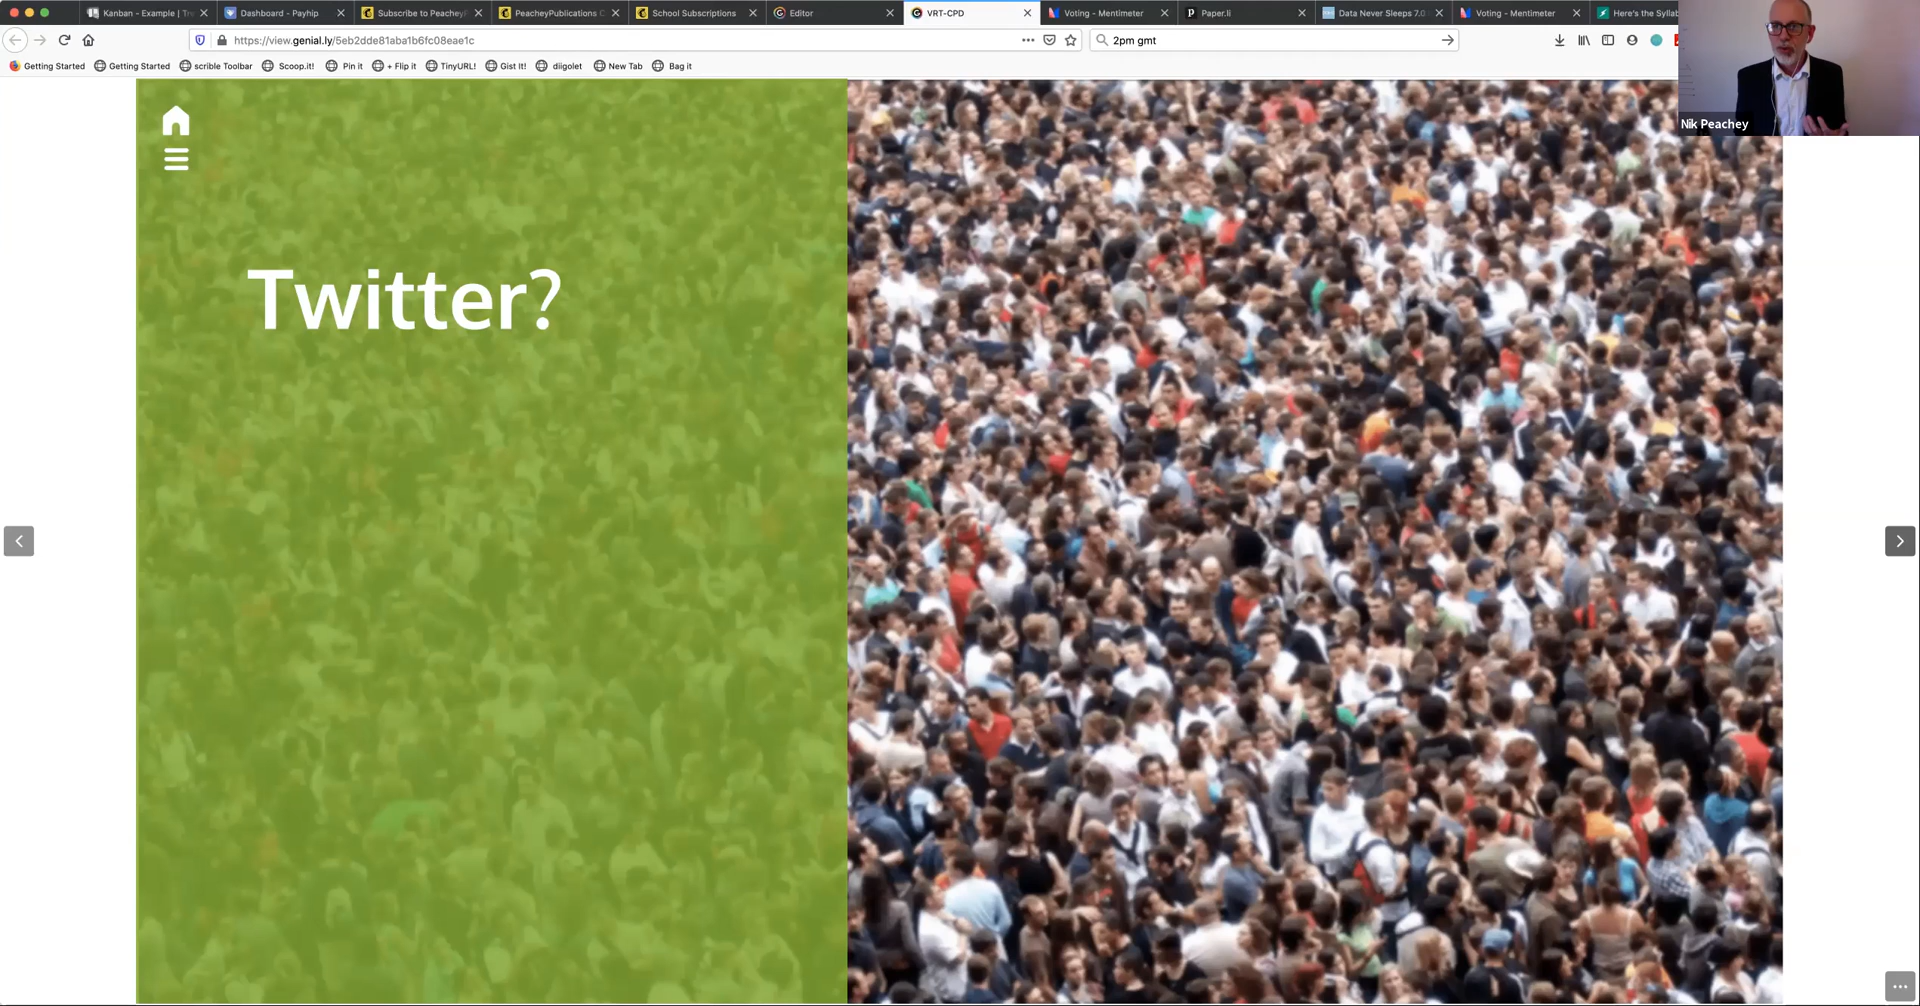 Kanban - Example | Tre
Dashboard - Payhip
Subscribe to PeacheyP
PeacheyPublications C
School Subscriptions
Editor
VRT-CPD
Voting - Mentimeter
Paper.li
Data Never Sleeps 7.0
Voting - Mentimeter
Here's the Syllab
https://view.genial.ly/5eb2dde81aba1b6fc08eae1c
2pm gmt
Getting Started
Getting Started
scrible Toolbar
Scoop.it!
Pin it
+ Flip it
TinyURL!
Gist It!
diigolet
New Tab
Bag it
Nik Peachey
Twitter?